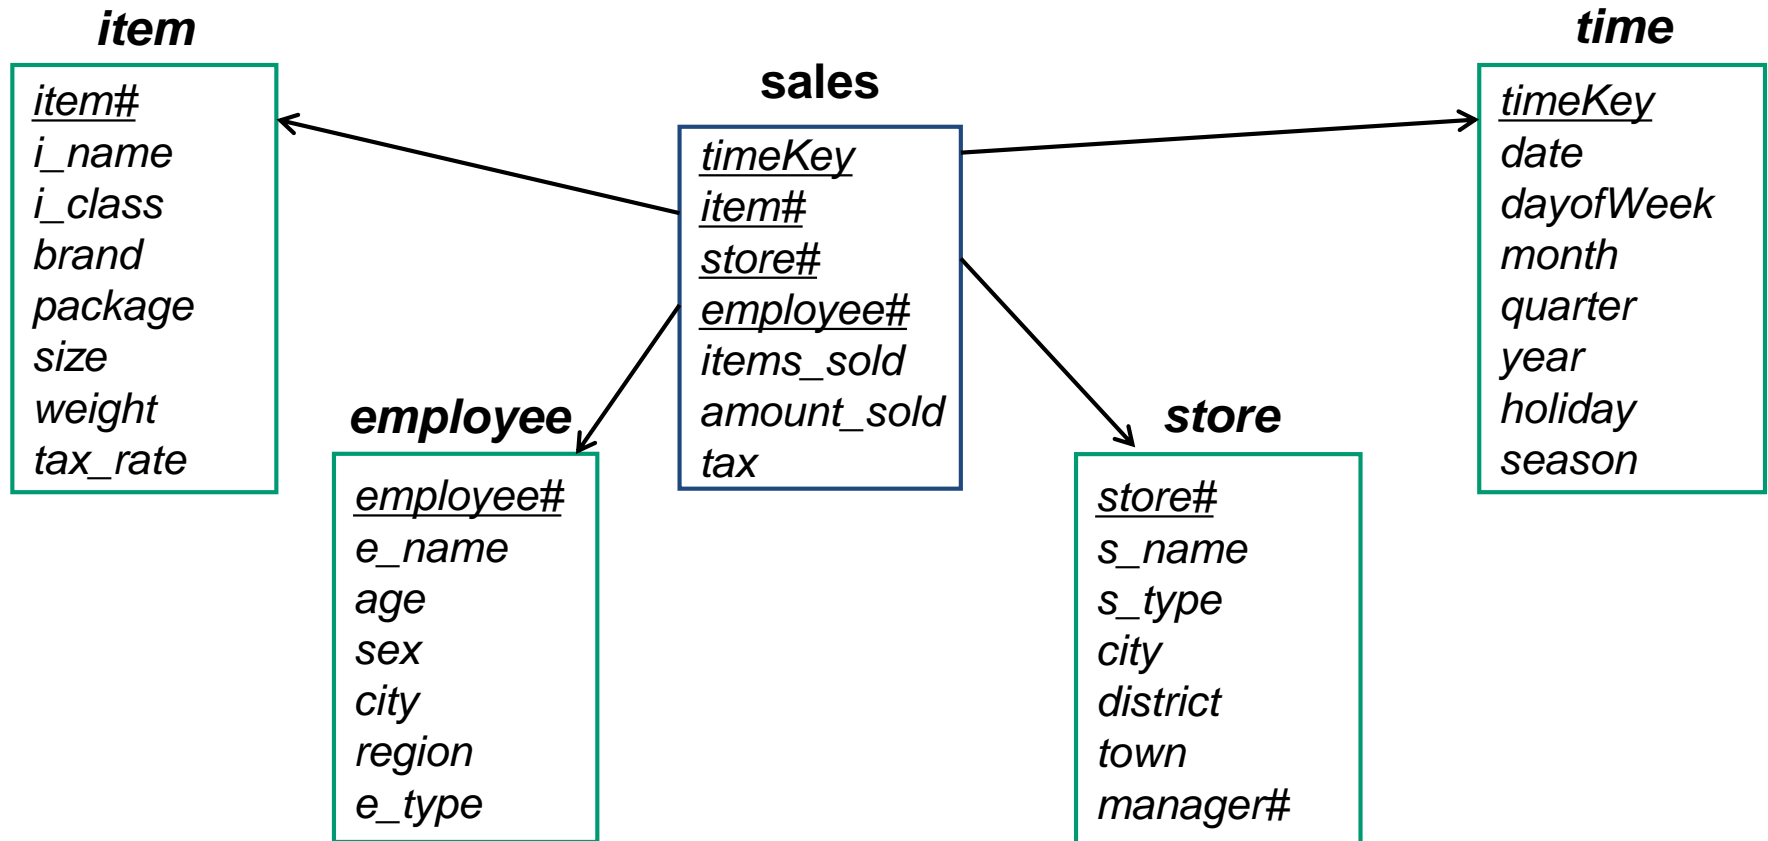 item
item#
i_name
i_class
brand
package
size
weight
tax_rate
employee
employee#
e_name
age
sex
city
region
e_type
sales
timeKey
item#
store#
employee#
items_sold
amount_sold
tax
store
store#
s_name
s_type
city
district
town
manager#
time
timeKey
date
dayofWeek
month
quarter
year
holiday
season